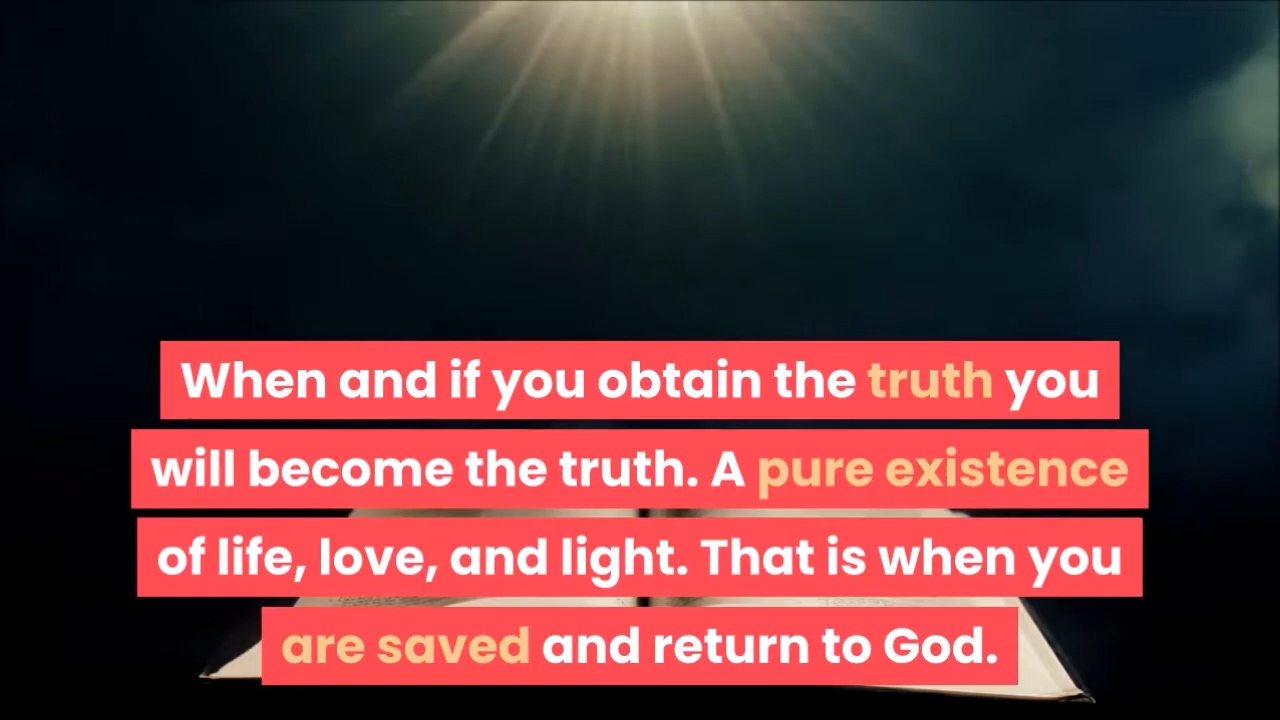 When and if you obtain the truth you
will become the truth. A pure existence
of life, love, and light. That is when you
are saved and return to God.